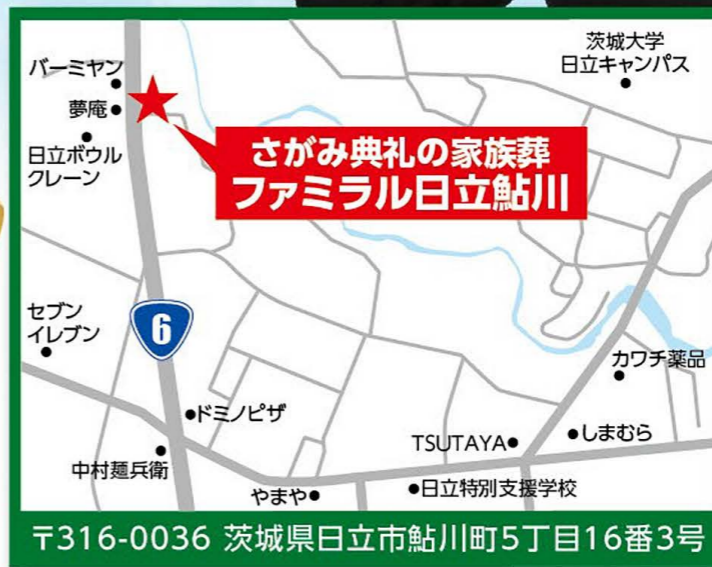 バーミヤン
夢庵
日立ボウル
クレーン
茨城大学
日立キャンパス
さがみ典礼の家族葬
ファミラル日立鮎川
セブン
イレブン
6
ドミノピザ
中村麺兵衛
やまや
TSUTAYA
日立特別支援学校
しまむら
カワチ薬品
〒316-0036 茨城県日立市鮎川町5丁目16番3号